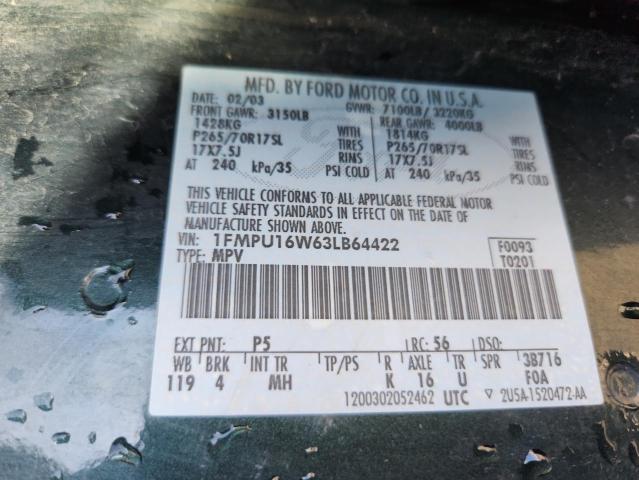 MFD. BY FORD MOTOR CO. IN U.S.A.
DATE: 02/03 GVWR: 7100LB/ 3220KG
FRONT GAWR: 3150LB REAR GAWR: 4000LB
1428KG WITH 1814KG WITH
P265/70R17SL TIRES P265/70R17SL TIRES
17X7.5J RIMS 17X7.5J RIMS
AT 240 kPa/35 PSI COLD AT 240 kPa/35 PSI COLD
THIS VEHICLE CONFORMS TO ALL APPLICABLE FEDERAL MOTOR
VEHICLE SAFETY STANDARDS IN EFFECT ON THE DATE OF
MANUFACTURE SHOWN ABOVE.
VIN: 1FMPU16W63LB64422 F0093
TYPE: MPV T0201
EXT PNT: P5 RC: 56 DSO:
WB BRK INT TR TP/PS R AXLE TR SPR 38716
119 4 MH K 16 U FOA
1200302052462 UTC ▽ 2U5A-1520472-AA